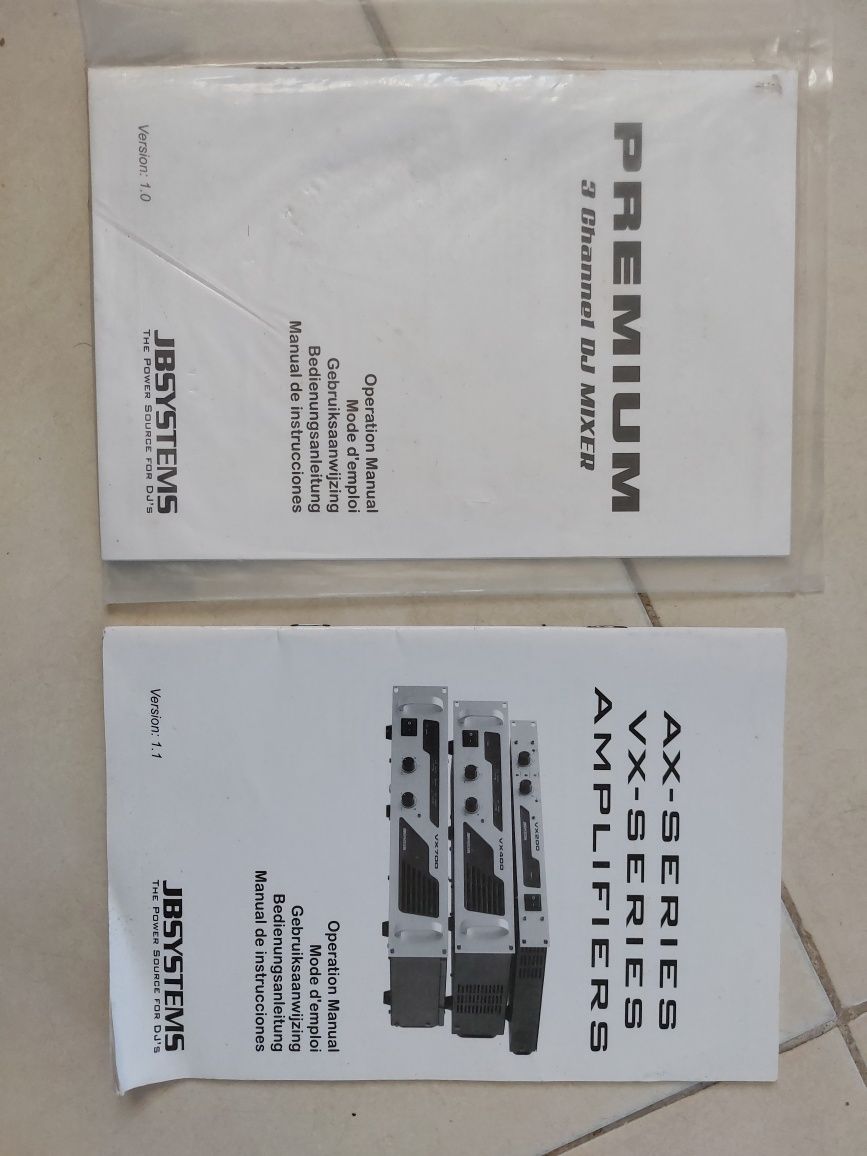 PREMIUM
3 Channel DJ MIXER
Operation Manual
Mode d'emploi
Gebruiksaanwijzing
Bedienungsanleitung
Manual de instrucciones
Version: 1.0
JBSYSTEMS
THE POWER SOURCE FOR DJ's
AX-SERIES
VX-SERIES
AMPLIFIERS
VX200
VX400
VX700
Operation Manual
Mode d'emploi
Gebruiksaanwijzing
Bedienungsanleitung
Manual de instrucciones
Version: 1.1
JBSYSTEMS
THE POWER SOURCE FOR DJ's